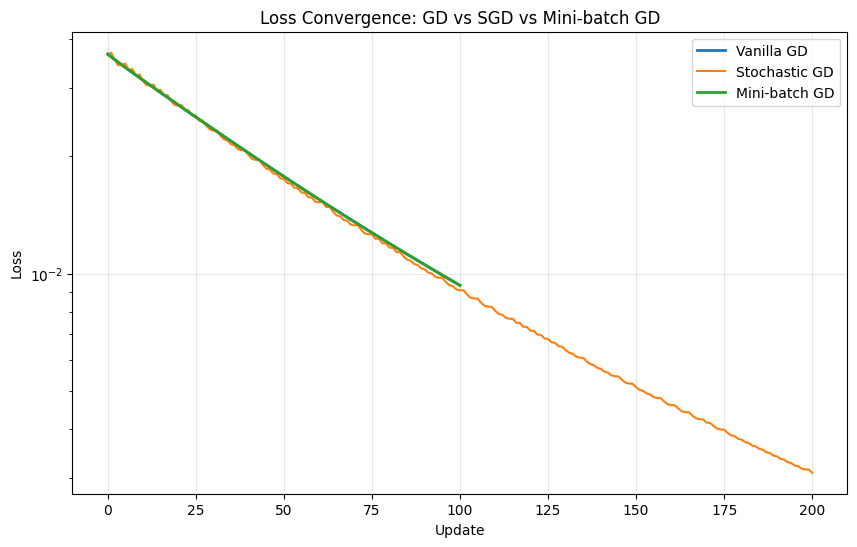 Loss Convergence: GD vs SGD vs Mini-batch GD
Vanilla GD
Stochastic GD
Mini-batch GD
Loss
10⁻²
0 25 50 75 100 125 150 175 200
Update